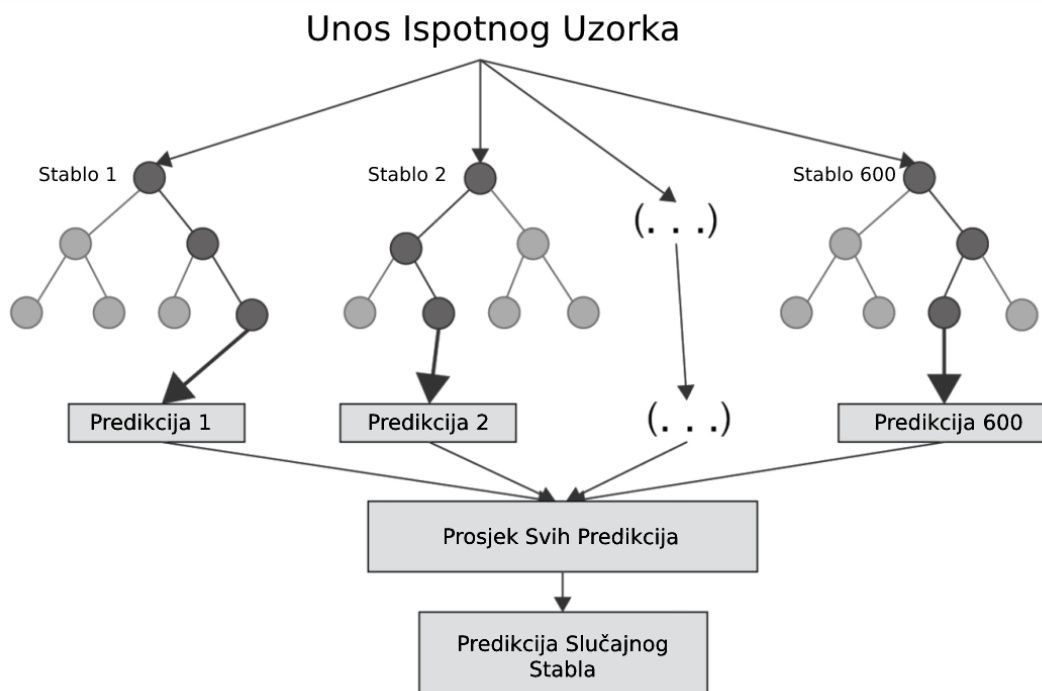 Unos Ispotnog Uzorka
Stablo 1
Stablo 2
Stablo 600
(. . .)
(. . .)
Predikcija 1
Predikcija 2
Predikcija 600
Prosjek Svih Predikcija
Predikcija Slučajnog
Stabla